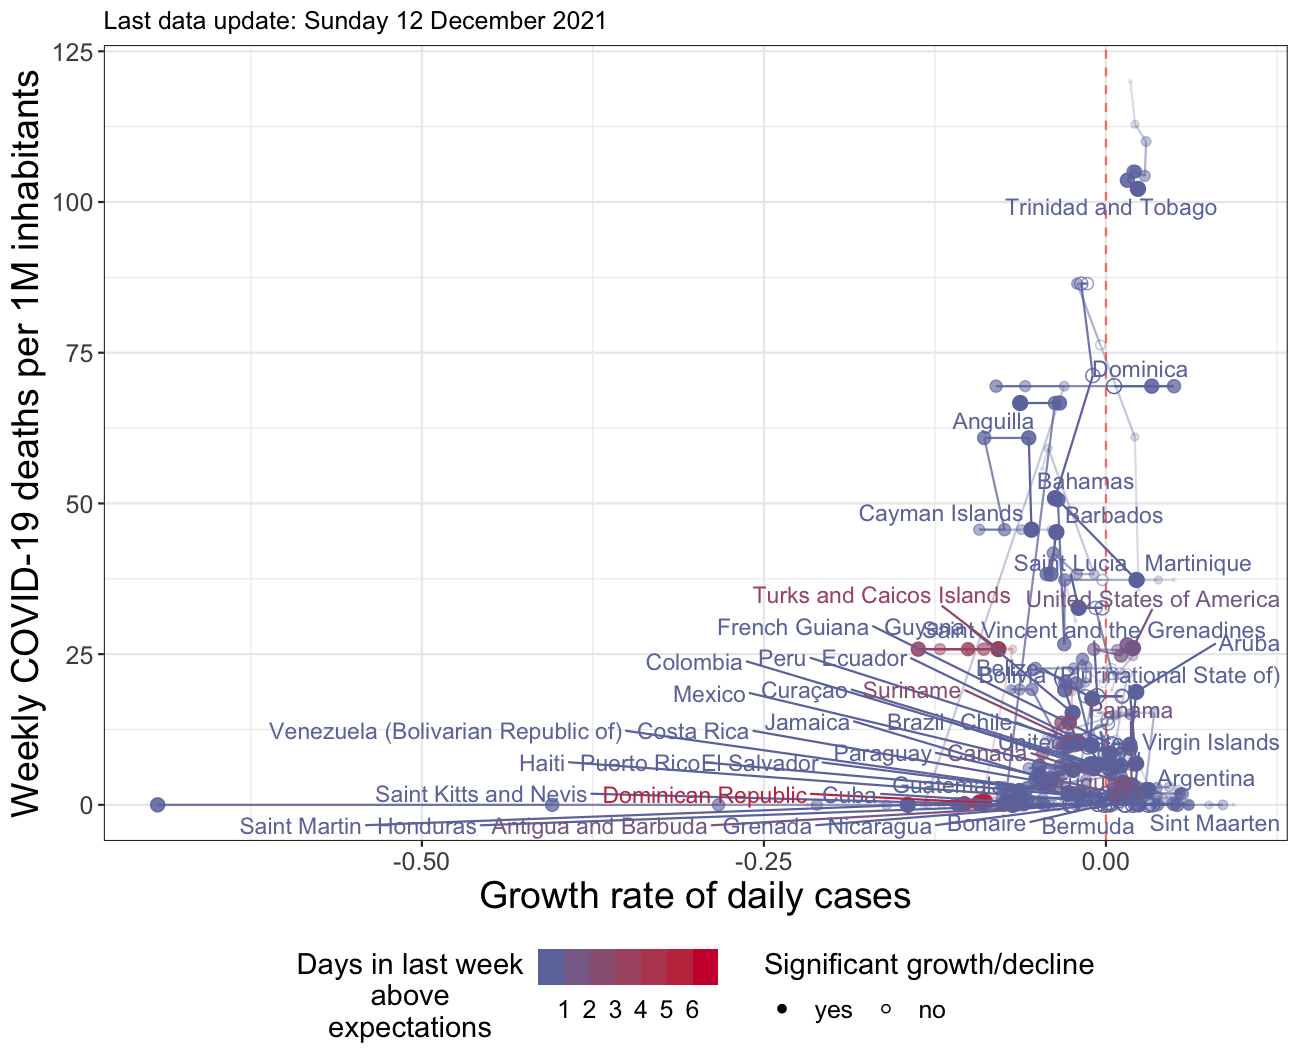 Last data update: Sunday 12 December 2021
Weekly COVID-19 deaths per 1M inhabitants
125
100
75
50
25
0
Trinidad and Tobago
Dominica
Anguilla
Bahamas
Cayman Islands
Barbados
Saint Lucia
Martinique
Turks and Caicos Islands
United States of America
French Guiana
Guyana
Saint Vincent and the Grenadines
Aruba
Colombia
Peru
Ecuador
Belize
Bolivia (Plurinational State of)
Mexico
Curaçao
Suriname
Panama
Jamaica
Brazil
Chile
Venezuela (Bolivarian Republic of)
Costa Rica
Virgin Islands
Paraguay
Canada
Haiti
Puerto Rico
El Salvador
Argentina
Guatemala
Saint Kitts and Nevis
Dominican Republic
Cuba
Saint Martin
Honduras
Antigua and Barbuda
Grenada
Nicaragua
Bonaire
Bermuda
Sint Maarten
-0.50
-0.25
0.00
Growth rate of daily cases
Days in last week
above
expectations
1 2 3 4 5 6
Significant growth/decline
yes
no